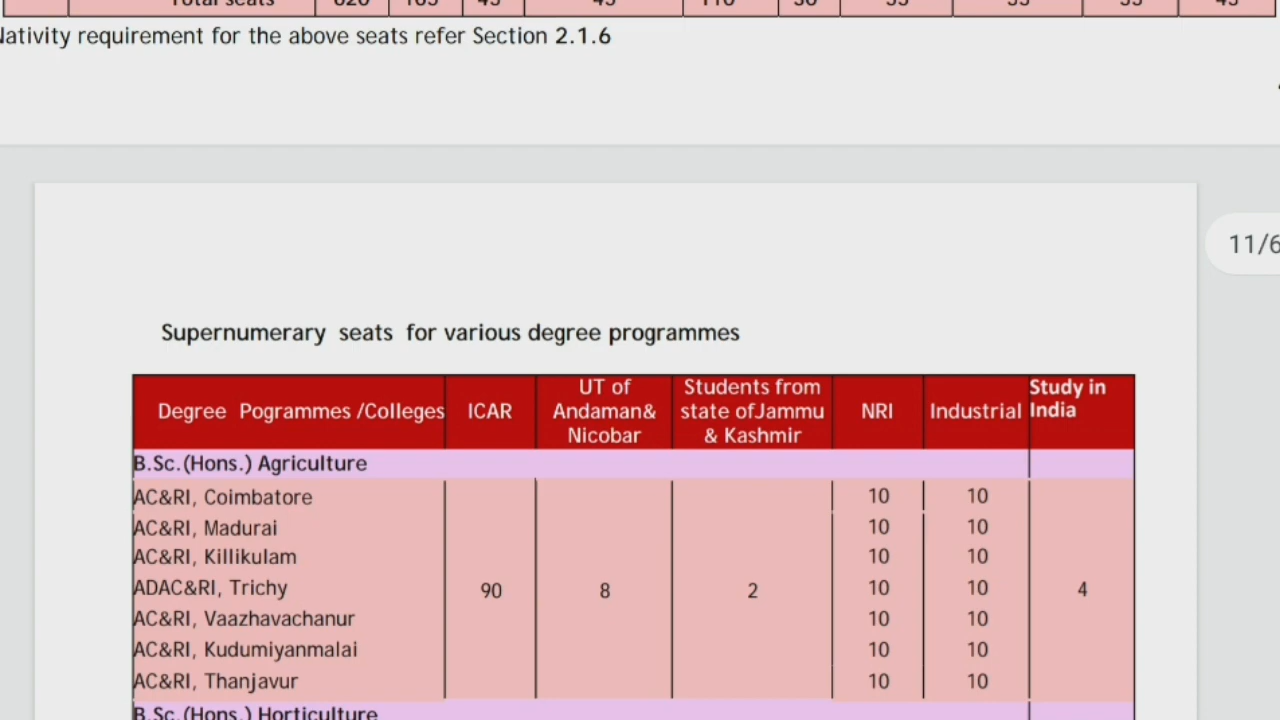 Total seats
Nativity requirement for the above seats refer Section 2.1.6
11/6
Supernumerary seats for various degree programmes
Degree Pogrammes /Colleges ICAR UT of Andaman& Nicobar Students from state ofJammu & Kashmir NRI Industrial Study in India
B.Sc.(Hons.) Agriculture
AC&RI, Coimbatore 10 10
AC&RI, Madurai 10 10
AC&RI, Killikulam 10 10
ADAC&RI, Trichy 90 8 2 10 10 4
AC&RI, Vaazhavachanur 10 10
AC&RI, Kudumiyanmalai 10 10
AC&RI, Thanjavur 10 10
B.Sc.(Hons.) Horticulture